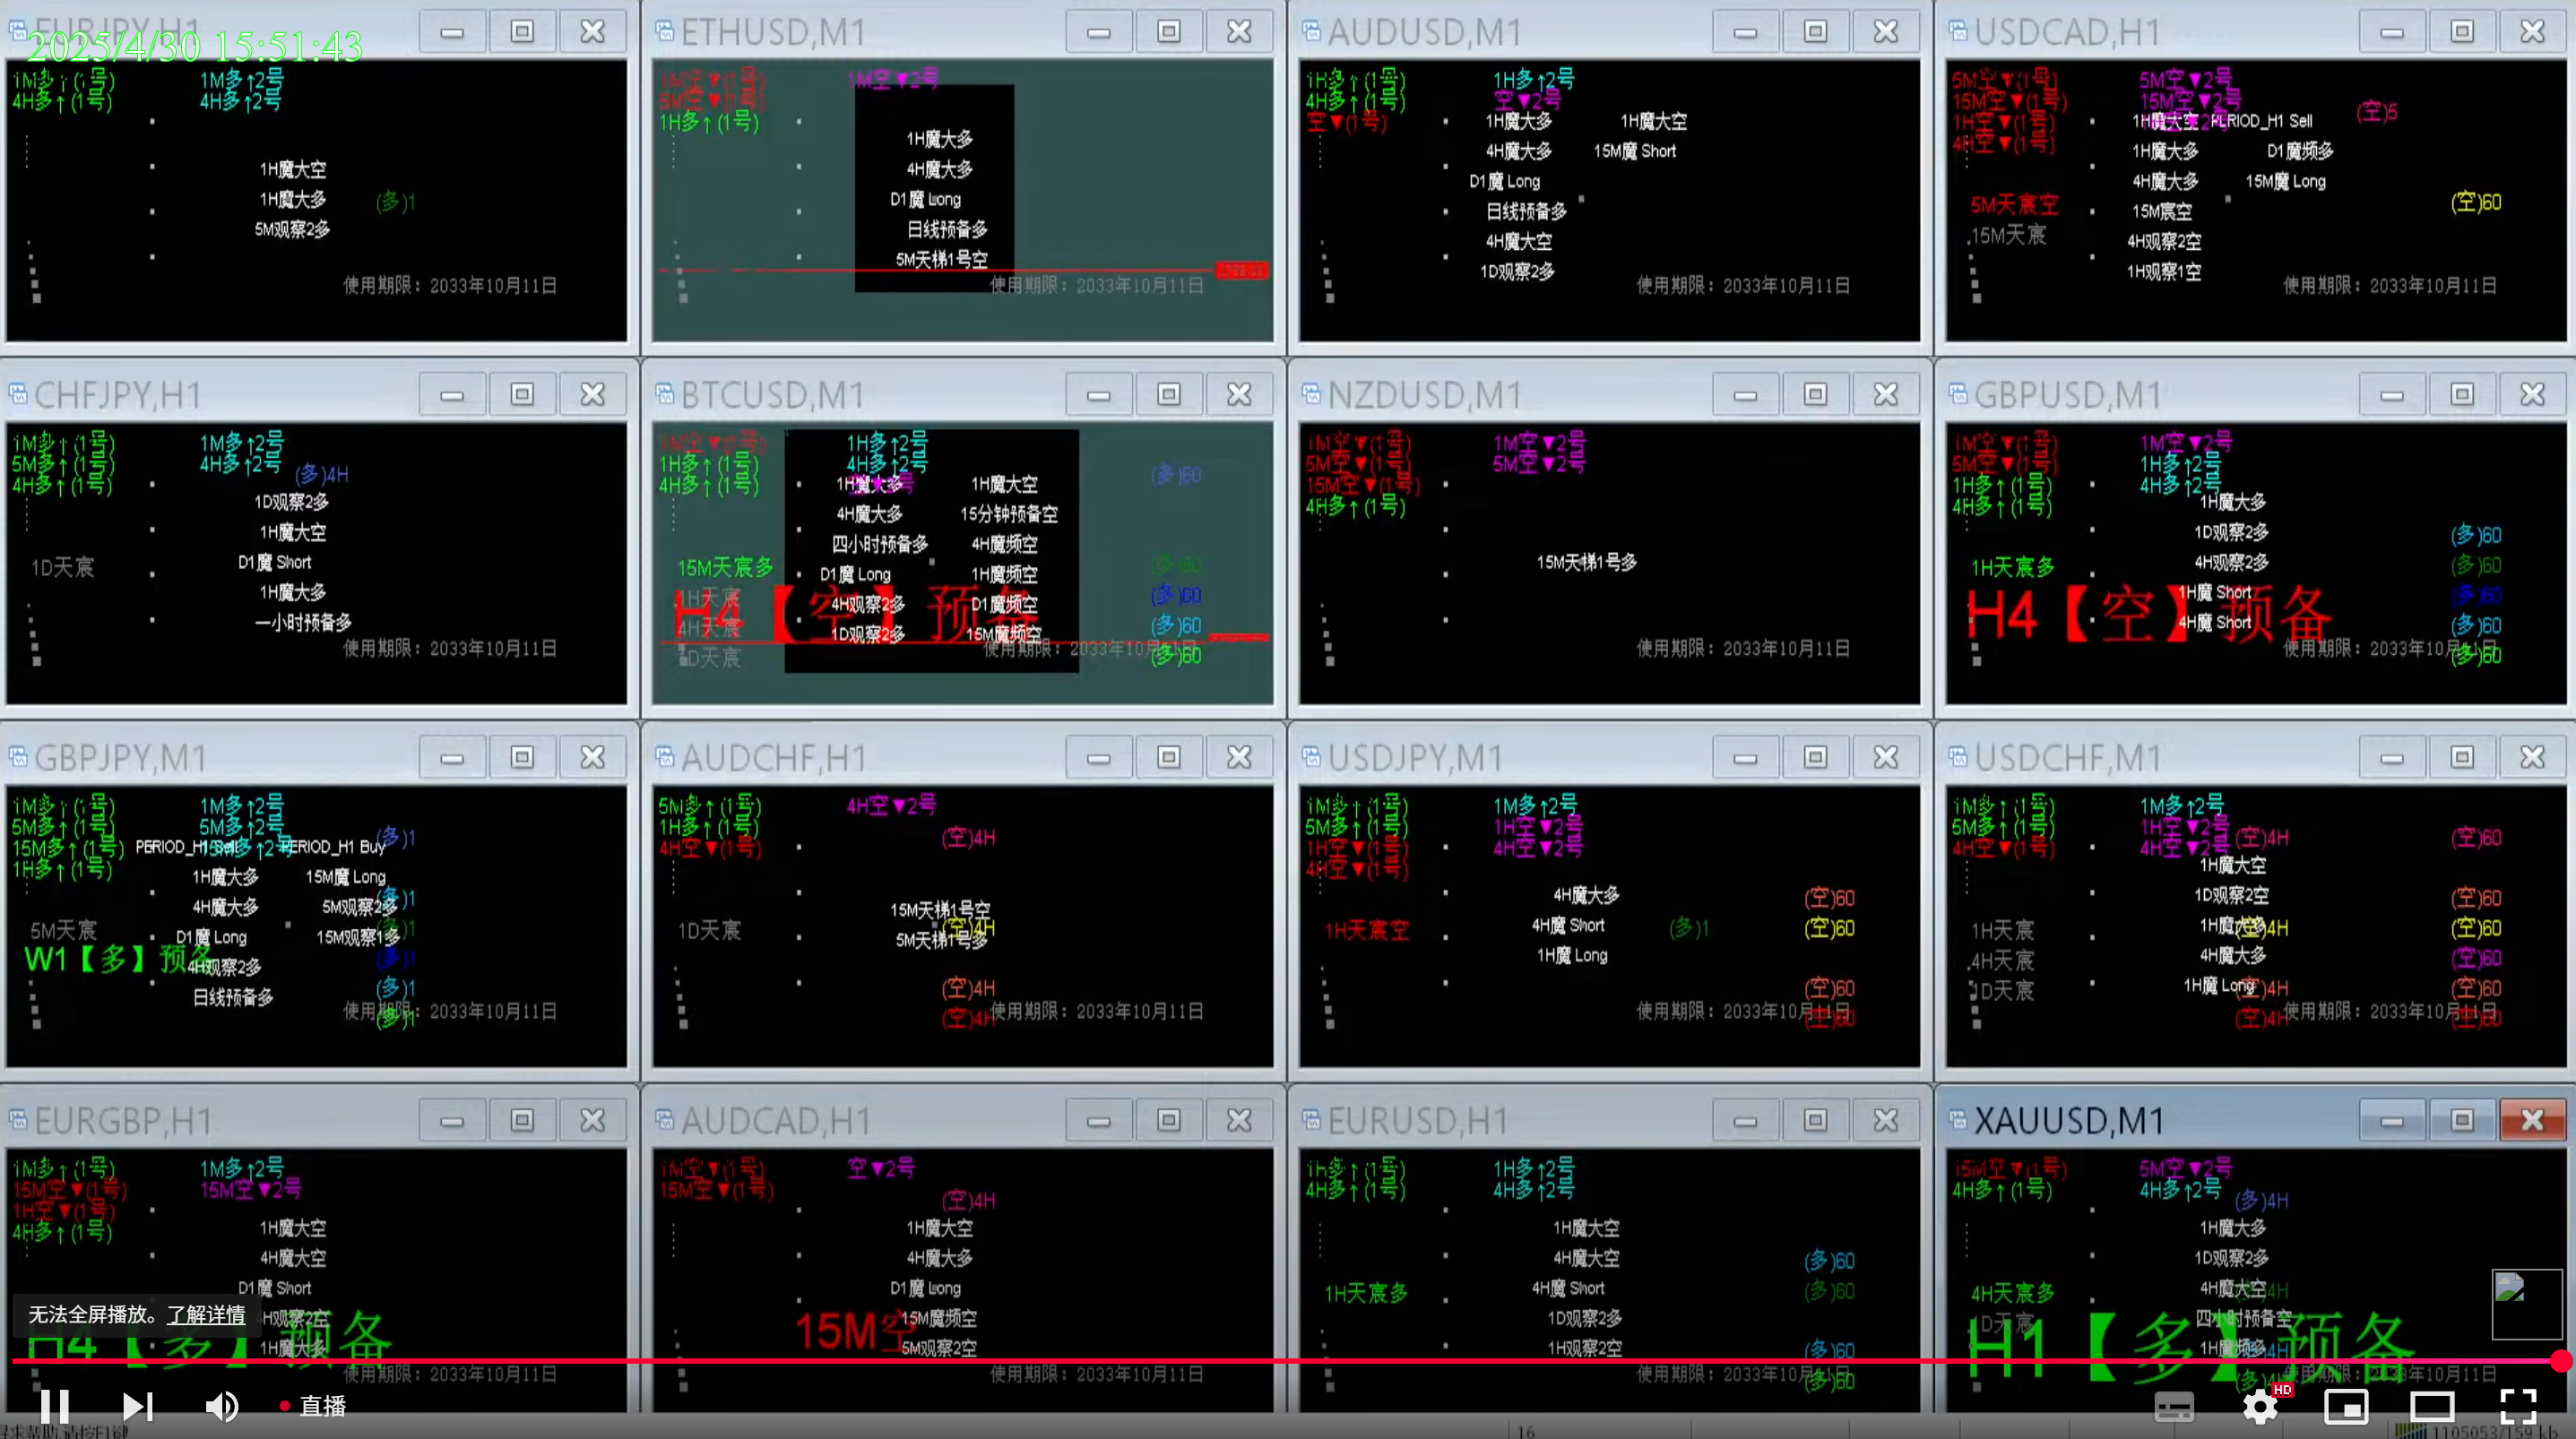 EURJPY,H1
2025/4/30 15:51:43
1M多↑(1号)
4H多↑(1号)
1M多↑2号
4H多↑2号
1H魔大空
1H魔大多
(多)1
5M观察2多
使用期限：2033年10月11日
ETHUSD,M1
1M空▼(1号)
5M空▼(1号)
1H多↑(1号)
1M空▼2号
1H魔大多
4H魔大多
D1魔 Long
日线预备多
5M天梯1号空
使用期限：2033年10月11日
AUDUSD,M1
1H多↑(1号)
4H多↑(1号)
空▼(1号)
1H多↑2号
空▼2号
1H魔大多
1H魔大空
4H魔大多
15M魔 Short
D1魔 Long
日线预备多
4H魔大空
1D观察2多
使用期限：2033年10月11日
USDCAD,H1
5M空▼(1号)
15M空▼(1号)
1H空▼(1号)
4H空▼(1号)
5M空▼2号
15M空▼2号
(空)5
1H魔大空
PERIOD_H1 Sell
1H魔大多
D1魔频多
4H魔大多
15M魔 Long
5M天宸空
15M宸空
(空)60
15M天宸
4H观察2空
1H观察1空
使用期限：2033年10月11日
CHFJPY,H1
1M多↑(1号)
5M多↑(1号)
4H多↑(1号)
1M多↑2号
4H多↑2号
(多)4H
1D观察2多
1H魔大空
1D天宸
D1魔 Short
1H魔大多
一小时预备多
使用期限：2033年10月11日
BTCUSD,M1
1M空▼(1号)
1H多↑(1号)
4H多↑(1号)
1H多↑2号
4H多↑2号
(多)60
1H魔大多
1H魔大空
4H魔大多
15分钟预备空
四小时预备多
4H魔频空
15M天宸多
D1魔 Long
1H魔频空
(多)60
1H天宸
4H观察2多
D1魔频空
(多)60
H4【空】预备
4H天宸
1D观察2多
15M魔频空
(多)60
1D天宸
(多)60
使用期限：2033年10月11日
NZDUSD,M1
1M空▼(1号)
5M空▼(1号)
15M空▼(1号)
4H多↑(1号)
1M空▼2号
5M空▼2号
15M天梯1号多
使用期限：2033年10月11日
GBPUSD,M1
1M空▼(1号)
5M空▼(1号)
1H多↑(1号)
4H多↑(1号)
1M空▼2号
1H多↑2号
4H多↑2号
1H魔大多
1D观察2多
(多)60
4H观察2多
(多)60
1H天宸多
1H魔 Short
(多)60
H4【空】预备
4H魔 Short
(多)60
(多)60
使用期限：2033年10月11日
GBPJPY,M1
1M多↑(1号)
5M多↑(1号)
15M多↑(1号)
1H多↑(1号)
1M多↑2号
5M多↑2号
15M多↑2号
(多)1
PERIOD_H1 Buy
1H魔大多
15M魔 Long
(多)1
4H魔大多
5M观察2多
5M天宸
D1魔 Long
15M观察1多
W1【多】预备
4H观察2多
(多)1
日线预备多
(多)1
使用期限：2033年10月11日
AUDCHF,H1
5M多↑(1号)
1H多↑(1号)
4H空▼(1号)
4H空▼2号
(空)4H
15M天梯1号空
(空)4H
1D天宸
5M天梯1号多
(空)4H
(空)4H
使用期限：2033年10月11日
USDJPY,M1
1M多↑(1号)
5M多↑(1号)
1H空▼(1号)
4H空▼(1号)
1M多↑2号
1H空▼2号
4H空▼2号
4H魔大多
(空)60
1H天宸空
4H魔 Short
(多)1
(空)60
1H魔 Long
(空)60
(空)60
使用期限：2033年10月11日
USDCHF,M1
1M多↑(1号)
5M多↑(1号)
4H空▼(1号)
1M多↑2号
1H空▼2号
4H空▼2号
(空)4H
(空)60
1H魔大空
1D观察2空
(空)60
1H天宸
1H魔大多
(空)4H
(空)60
4H天宸
4H魔大多
(空)60
1D天宸
1H魔 Long
(空)4H
(空)60
(空)4H
(空)60
使用期限：2033年10月11日
EURGBP,H1
1M多↑(1号)
15M空▼(1号)
1H空▼(1号)
4H多↑(1号)
1M多↑2号
15M空▼2号
1H魔大空
4H魔大空
D1魔 Short
4H观察2空
1H魔大多
H4【多】预备
使用期限：2033年10月11日
AUDCAD,H1
1M空▼(1号)
15M空▼(1号)
空▼2号
(空)4H
1H魔大空
4H魔大多
D1魔 Long
15M魔频空
15M空
5M观察2空
使用期限：2033年10月11日
EURUSD,H1
1h多↑(1号)
4H多↑(1号)
1H多↑2号
4H多↑2号
1H魔大空
4H魔大空
(多)60
1H天宸多
4H魔 Short
(多)60
1D观察2多
1H观察2空
(多)60
(多)60
使用期限：2033年10月11日
XAUUSD,M1
15M空▼(1号)
4H多↑(1号)
5M空▼2号
4H多↑2号
(多)4H
1H魔大多
1D观察2多
4H天宸多
4H魔大空
1D天宸
四小时预备空
H1【多】预备
1H魔频多
使用期限：2033年10月11日
无法全屏播放。了解详情
直播
HD
寻求帮助,请按F1键
16
1105053/159 kb